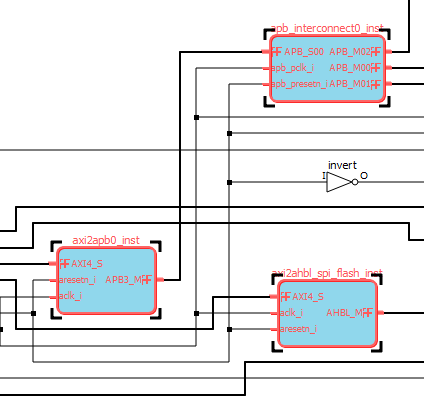 apb_interconnect0_inst
APB_S00 APB_M02
apb_pclk_i APB_M00
apb_presetn_i APB_M01
invert
I O
axi2apb0_inst
AXI4_S
aresetn_i APB3_M
aclk_i
axi2ahbl_spi_flash_inst
AXI4_S
aclk_i AHBL_M
aresetn_i